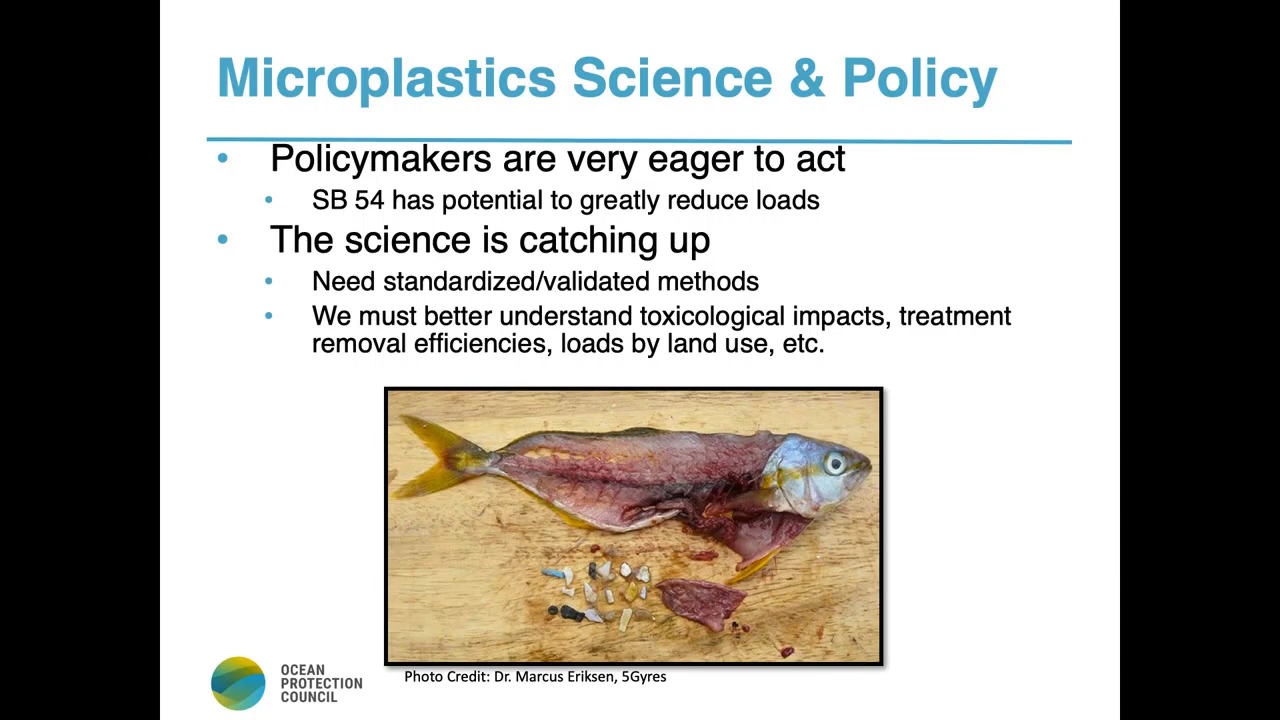 Microplastics Science & Policy
• Policymakers are very eager to act
• SB 54 has potential to greatly reduce loads
• The science is catching up
• Need standardized/validated methods
• We must better understand toxicological impacts, treatment
removal efficiencies, loads by land use, etc.
OCEAN
PROTECTION
COUNCIL
Photo Credit: Dr. Marcus Eriksen, 5Gyres